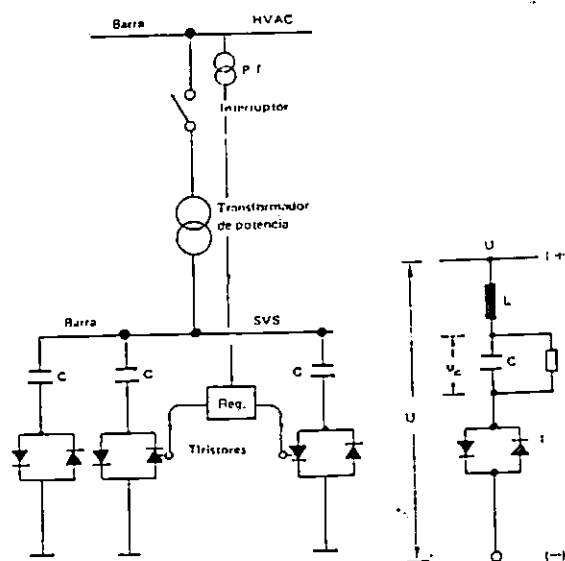 Barra HVAC
P T
Interruptor
Transformador
de potencia
Barra SVS
C
C
C
Reg.
Tiristores
U
(+)
L
C
U
(—)